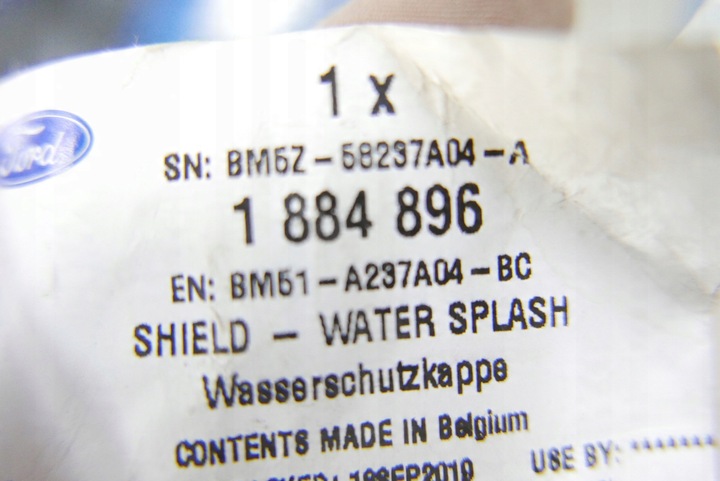 1 x
Ford
SN: BM5Z-58237A04-A
1 884 896
EN: BM51-A237A04-BC
SHIELD - WATER SPLASH
Wasserschutzkappe
CONTENTS MADE IN Belgium
USE BY: *******